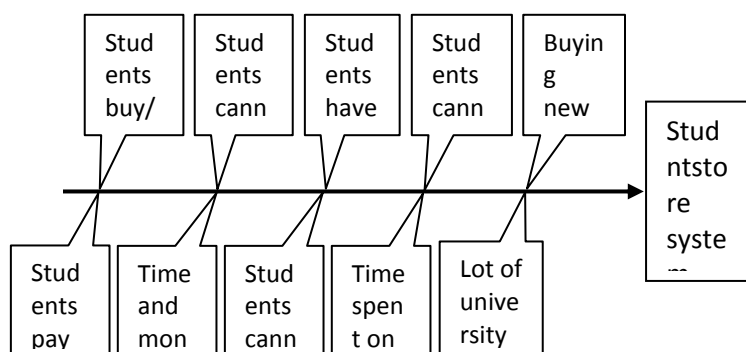 Stud
ents
buy/
Stud
ents
cann
Stud
ents
have
Stud
ents
cann
Buyin
g
new
Stud
ntsto
re
syste
Stud
ents
pay
Time
and
mon
Stud
ents
cann
Time
spen
t on
Lot of
unive
rsity